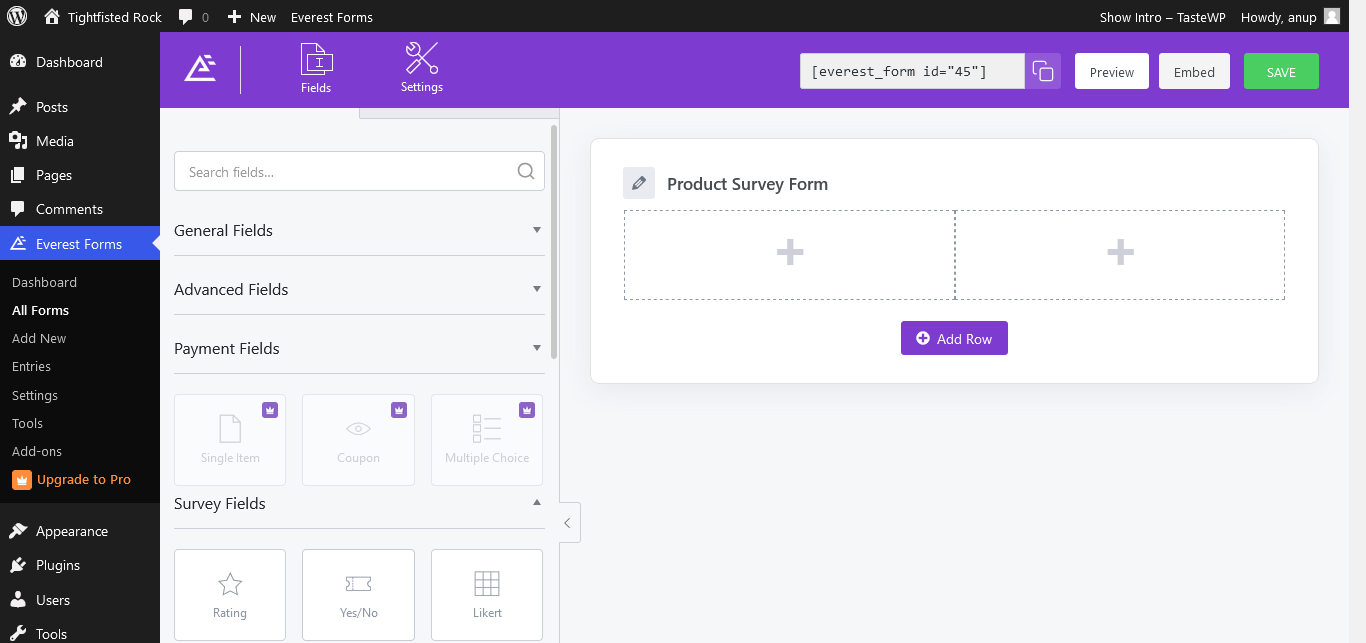 Tightfisted Rock
0
New
Everest Forms
Show Intro – TasteWP
Howdy, anup
Dashboard
Posts
Media
Pages
Comments
Everest Forms
Dashboard
All Forms
Add New
Entries
Settings
Tools
Add-ons
Upgrade to Pro
Appearance
Plugins
Users
Tools
Fields
Settings
[everest_form id="45"]
Preview
Embed
SAVE
Search fields...
General Fields
Advanced Fields
Payment Fields
Single Item
Coupon
Multiple Choice
Survey Fields
Rating
Yes/No
Likert
Product Survey Form
Add Row